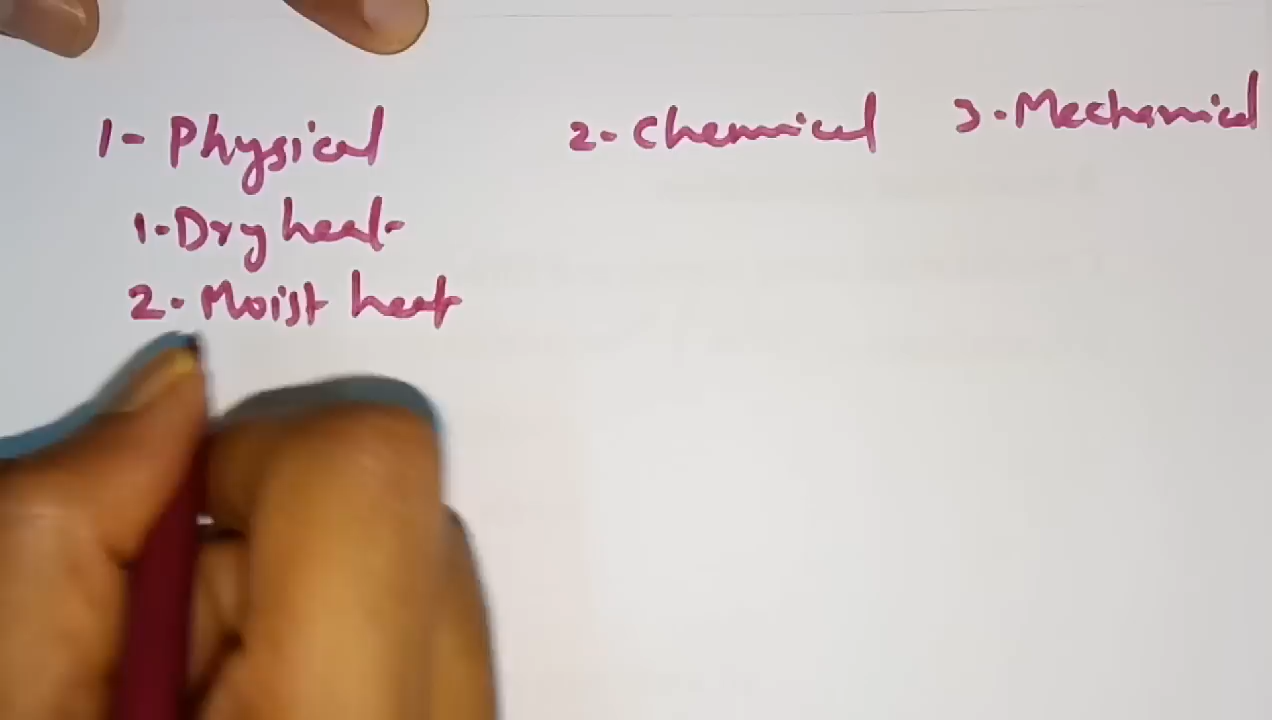 1- Physical 2- Chemical 3. Mechanical
1. Dry heat
2. Moist heat